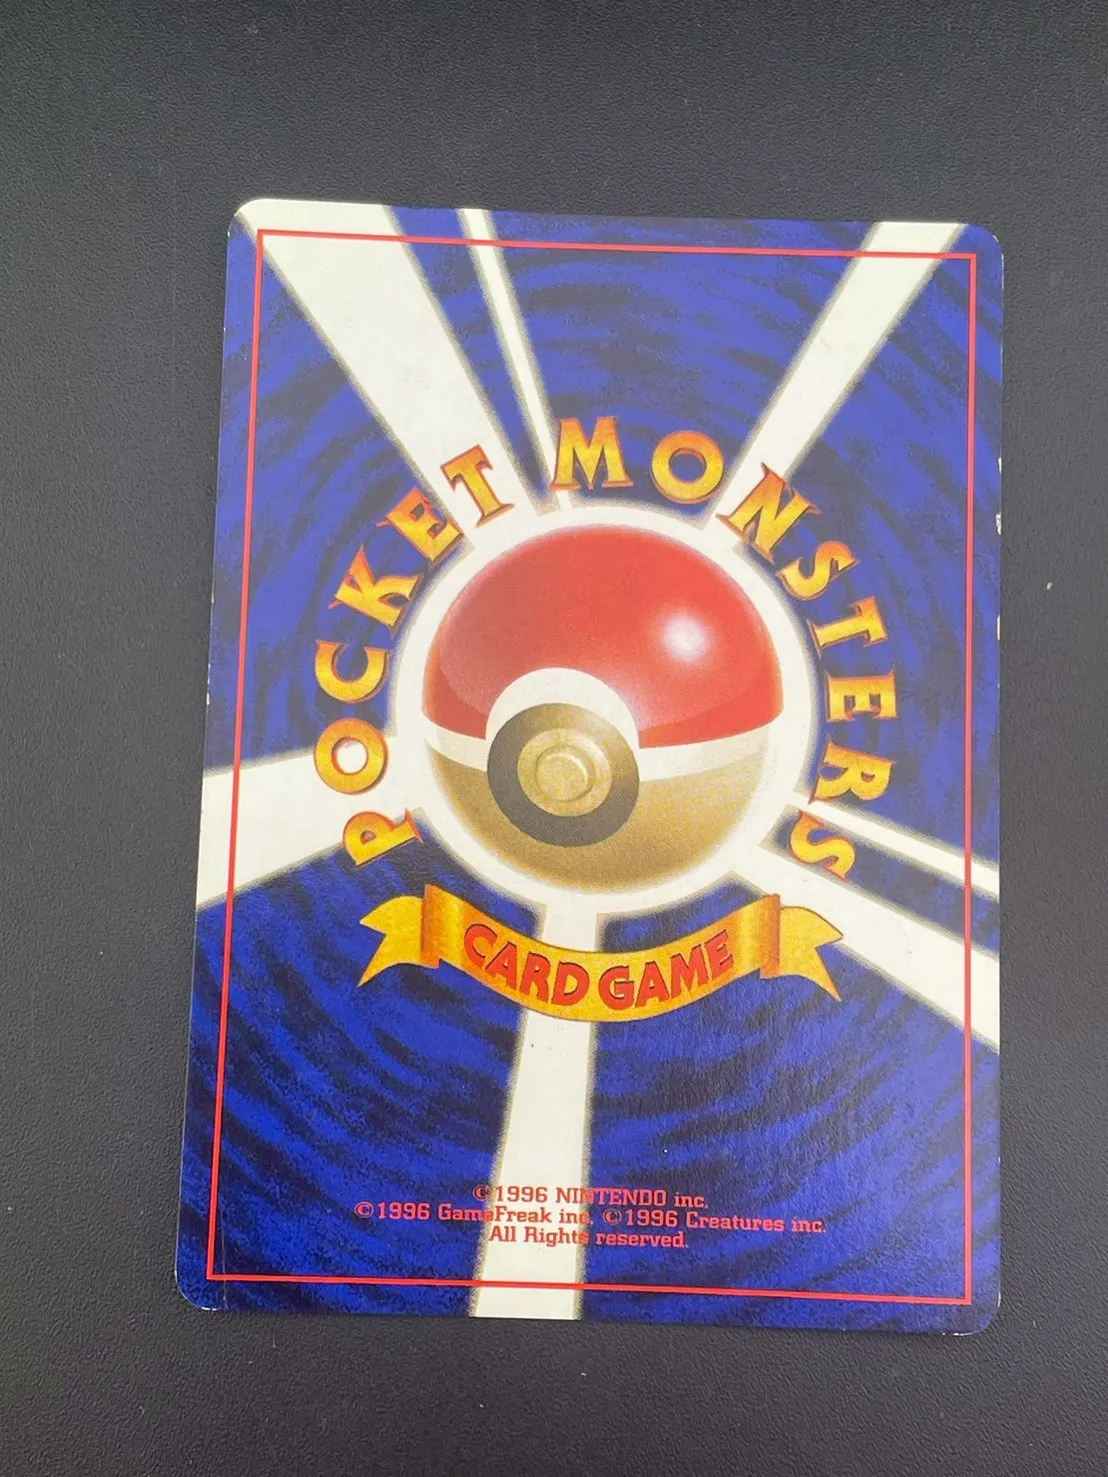 POCKET MONSTERS
CARD GAME
©1996 NINTENDO inc.
©1996 GameFreak inc. ©1996 Creatures inc.
All Rights reserved.